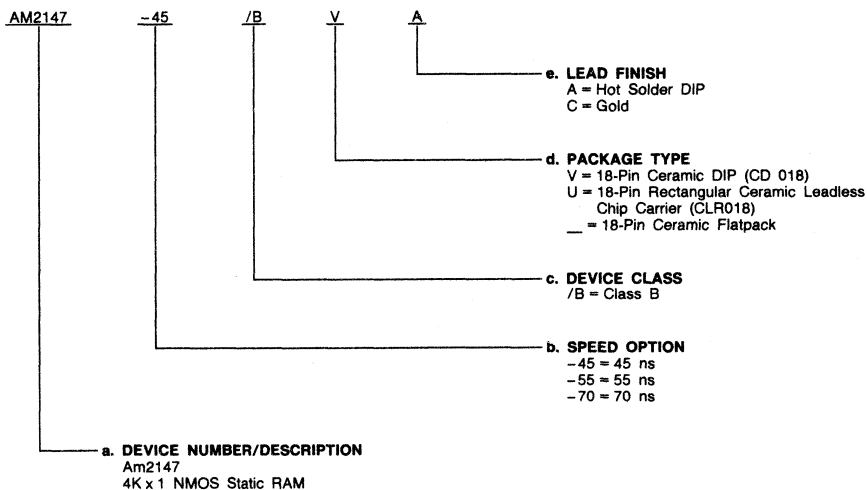 AM2147 -45 /B V A
e. LEAD FINISH
A = Hot Solder DIP
C = Gold
d. PACKAGE TYPE
V = 18-Pin Ceramic DIP (CD 018)
U = 18-Pin Rectangular Ceramic Leadless
Chip Carrier (CLR018)
__ = 18-Pin Ceramic Flatpack
c. DEVICE CLASS
/B = Class B
b. SPEED OPTION
-45 = 45 ns
-55 = 55 ns
-70 = 70 ns
a. DEVICE NUMBER/DESCRIPTION
Am2147
4K x 1 NMOS Static RAM